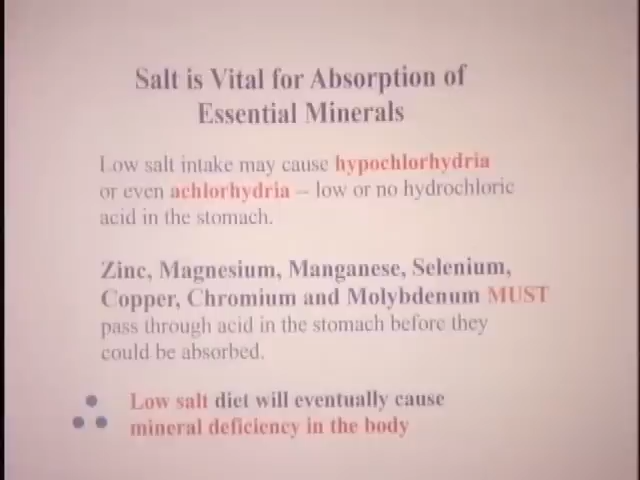 Salt is Vital for Absorption of
Essential Minerals
Low salt intake may cause hypochlorhydria
or even achlorhydria – low or no hydrochloric
acid in the stomach.
Zinc, Magnesium, Manganese, Selenium,
Copper, Chromium and Molybdenum MUST
pass through acid in the stomach before they
could be absorbed.
Low salt diet will eventually cause
mineral deficiency in the body